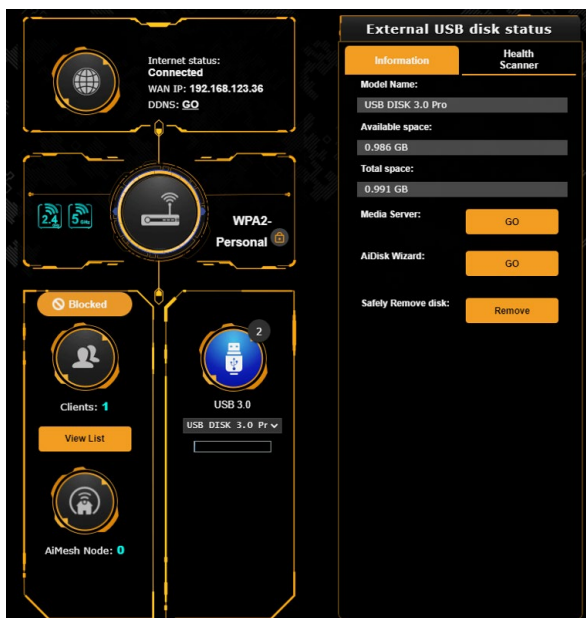 Internet status:
Connected
WAN IP: 192.168.123.36
DDNS: GO
2.4
5 GHz
WPA2-
Personal
Blocked
Clients: 1
View List
AiMesh Node: 0
2
USB 3.0
USB DISK 3.0 Pr
External USB disk status
Information
Health
Scanner
Model Name:
USB DISK 3.0 Pro
Available space:
0.986 GB
Total space:
0.991 GB
Media Server:
GO
AiDisk Wizard:
GO
Safely Remove disk:
Remove